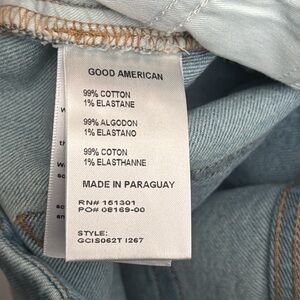 GOOD AMERICAN
99% COTTON
1% ELASTANE
99% ALGODON
1% ELASTANO
99% COTON
1% ELASTHANNE
MADE IN PARAGUAY
RN# 151301
PO# 08169-00
STYLE:
GCIS062T I267